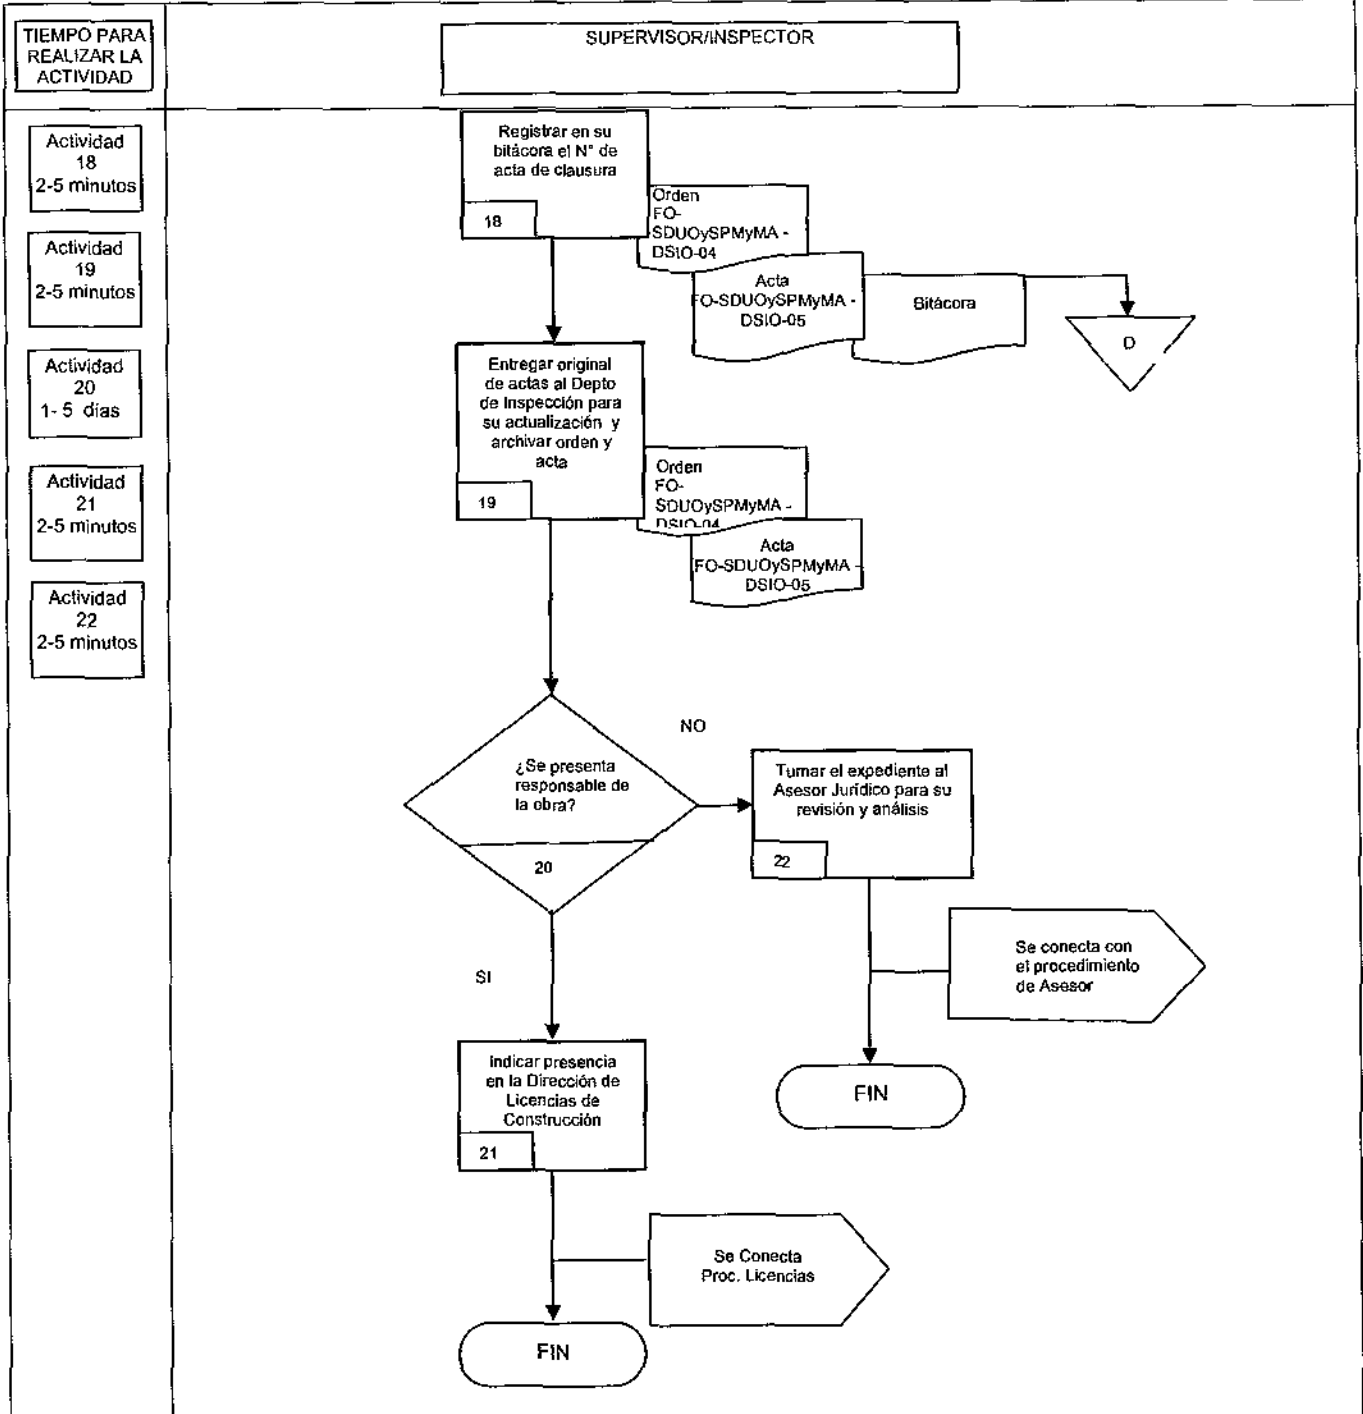 TIEMPO PARA
REALIZAR LA
ACTIVIDAD
SUPERVISOR/INSPECTOR
Actividad
18
2-5 minutos
Actividad
19
2-5 minutos
Actividad
20
1- 5 días
Actividad
21
2-5 minutos
Actividad
22
2-5 minutos
Registrar en su
bitácora el N° de
acta de clausura
18
Orden
FO-
SDUOySPMyMA -
DSIO-04
Acta
FO-SDUOySPMyMA -
DSIO-05
Bitácora
D
Entregar original
de actas al Depto
de Inspección para
su actualización y
archivar orden y
acta
19
Orden
FO-
SDUOySPMyMA -
DSIO-04
Acta
FO-SDUOySPMyMA -
DSIO-05
¿Se presenta
responsable de
la obra?
20
NO
Turnar el expediente al
Asesor Jurídico para su
revisión y análisis
22
Se conecta con
el procedimiento
de Asesor
FIN
SI
Indicar presencia
en la Dirección de
Licencias de
Construcción
21
Se Conecta
Proc. Licencias
FIN